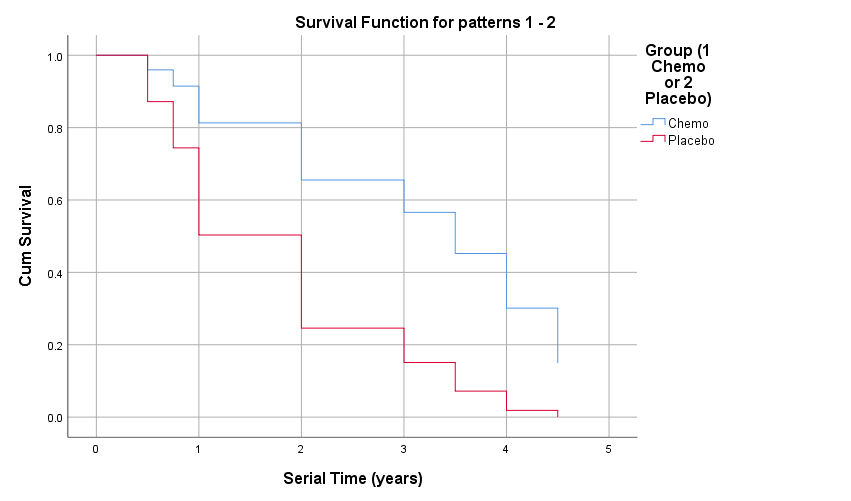 Survival Function for patterns 1 - 2
Group (1
Chemo
or 2
Placebo)
Chemo
Placebo
Cum Survival
1.0
0.8
0.6
0.4
0.2
0.0
0
1
2
3
4
5
Serial Time (years)